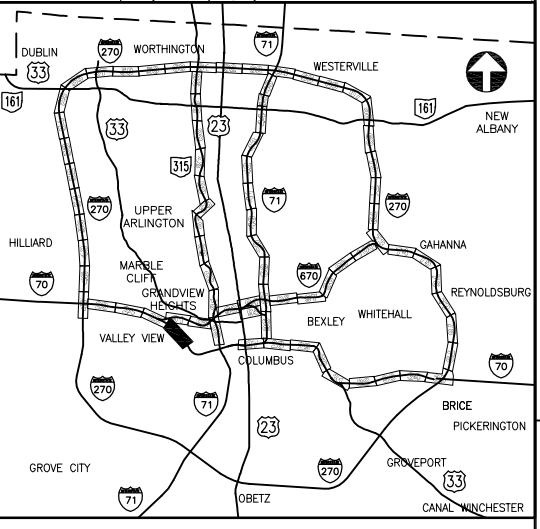 DUBLIN
33
270
WORTHINGTON
71
WESTERVILLE
161
161
NEW
ALBANY
33
23
315
270
71
270
UPPER
ARLINGTON
HILLIARD
GAHANNA
70
MARBLE
CLIFF
670
GRANDVIEW
HEIGHTS
REYNOLDSBURG
BEXLEY
WHITEHALL
VALLEY VIEW
COLUMBUS
70
270
71
BRICE
23
PICKERINGTON
GROVE CITY
270
GROVEPORT
33
71
OBETZ
CANAL WINCHESTER